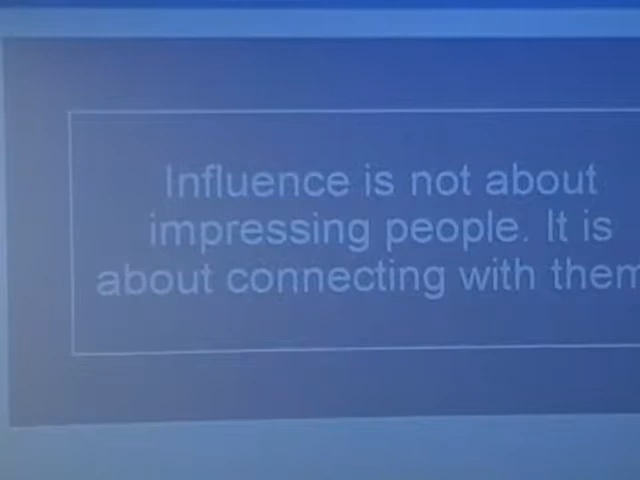 Influence is not about
impressing people. It is
about connecting with them